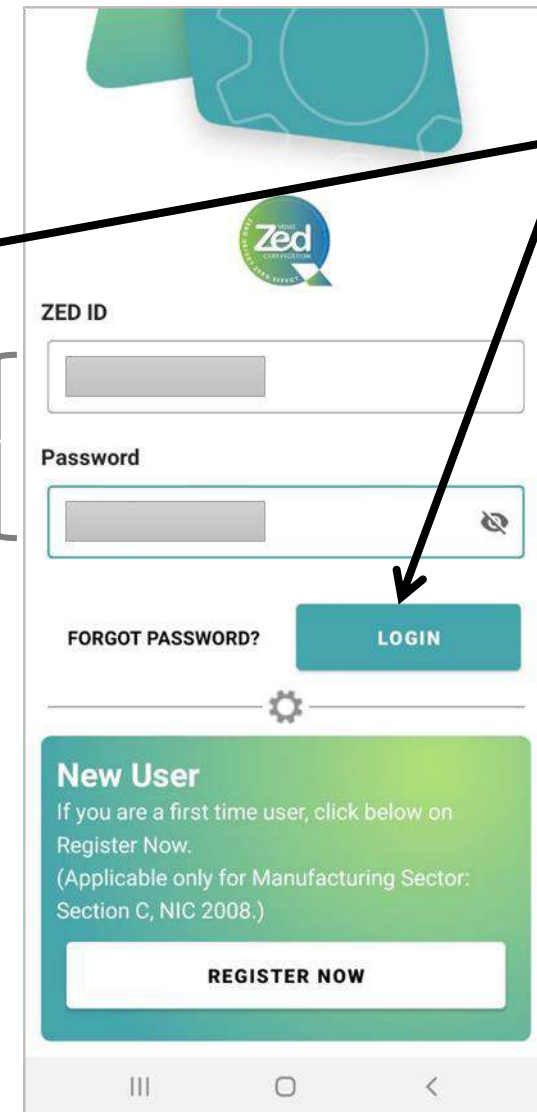 Zed
CERTIFICATION
ZED ID
Password
FORGOT PASSWORD?
LOGIN
New User
If you are a first time user, click below on
Register Now.
(Applicable only for Manufacturing Sector:
Section C, NIC 2008.)
REGISTER NOW